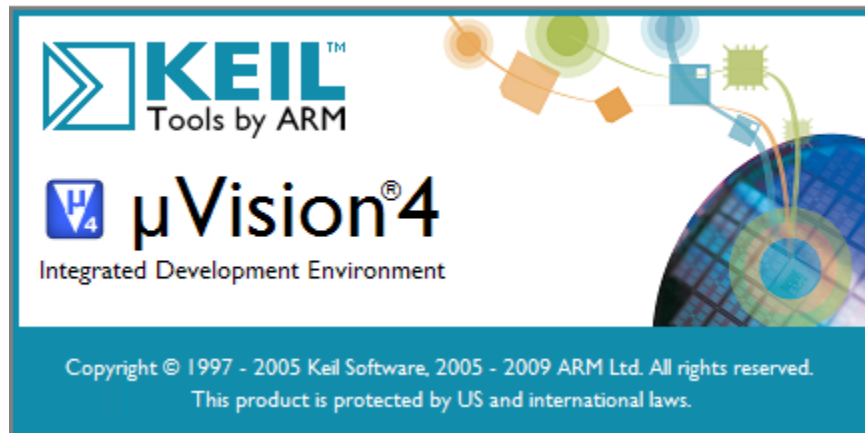 KEIL™
Tools by ARM
µ
V
4
µVision®4
Integrated Development Environment
Copyright © 1997 - 2005 Keil Software, 2005 - 2009 ARM Ltd. All rights reserved.
This product is protected by US and international laws.